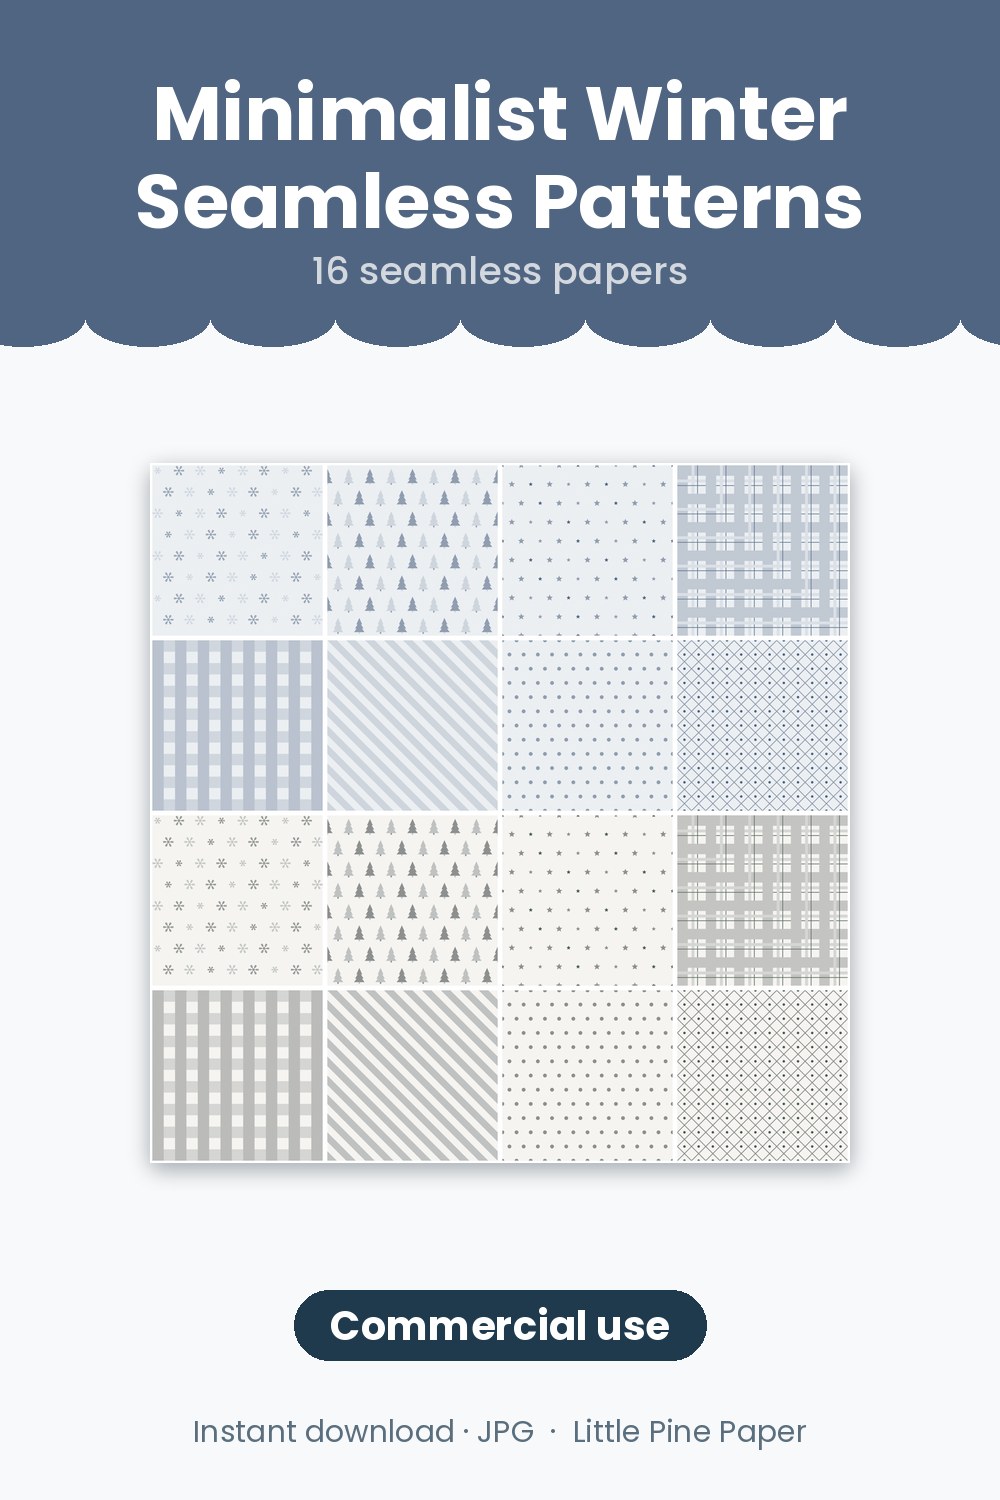 Minimalist Winter
Seamless Patterns
16 seamless papers
Commercial use
Instant download · JPG · Little Pine Paper